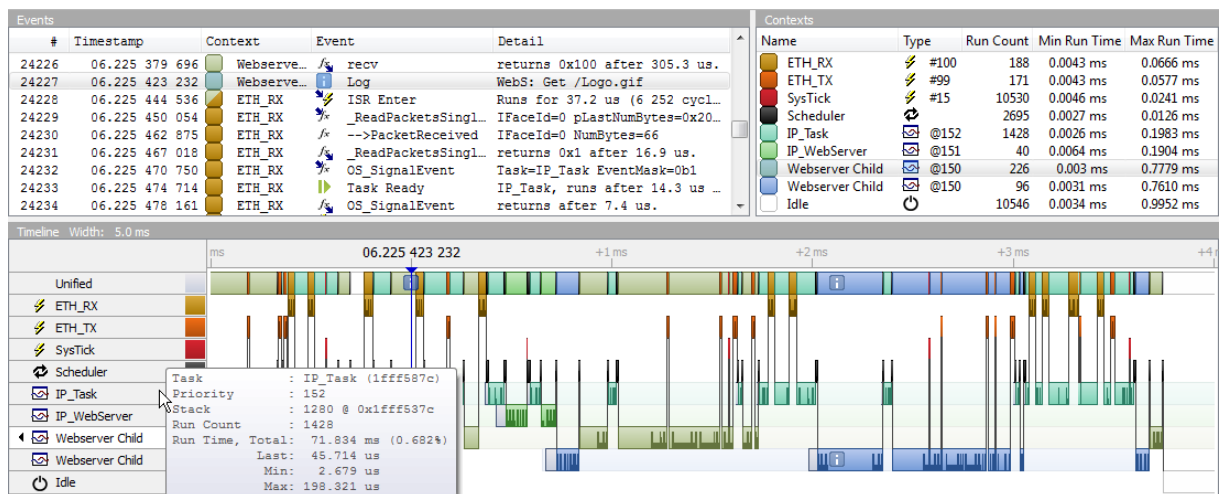 Events
# Timestamp Context Event Detail
24226 06.225 379 696 Webserve… recv returns 0x100 after 305.3 us.
24227 06.225 423 232 Webserve… Log WebS: Get /Logo.gif
24228 06.225 444 536 ETH_RX ISR Enter Runs for 37.2 us (6 252 cycl…
24229 06.225 450 054 ETH_RX _ReadPacketsSingl… IFaceId=0 pLastNumBytes=0x20…
24230 06.225 462 875 ETH_RX -->PacketReceived IFaceId=0 NumBytes=66
24231 06.225 467 018 ETH_RX _ReadPacketsSingl… returns 0x1 after 16.9 us.
24232 06.225 470 750 ETH_RX OS_SignalEvent Task=IP_Task EventMask=0b1
24233 06.225 474 714 ETH_RX Task Ready IP_Task, runs after 14.3 us …
24234 06.225 478 161 ETH_RX OS_SignalEvent returns after 7.4 us.
Contexts
Name Type Run Count Min Run Time Max Run Time
ETH_RX #100 188 0.0043 ms 0.0666 ms
ETH_TX #99 171 0.0043 ms 0.0577 ms
SysTick #15 10530 0.0046 ms 0.0241 ms
Scheduler 2695 0.0027 ms 0.0126 ms
IP_Task @152 1428 0.0026 ms 0.1983 ms
IP_WebServer @151 40 0.0064 ms 0.1904 ms
Webserver Child @150 226 0.003 ms 0.7779 ms
Webserver Child @150 96 0.0031 ms 0.7610 ms
Idle 10546 0.0034 ms 0.9952 ms
Timeline Width: 5.0 ms
ms 06.225 423 232 +1 ms +2 ms +3 ms +4
Unified
ETH_RX
ETH_TX
SysTick
Scheduler
IP_Task
IP_WebServer
Webserver Child
Webserver Child
Idle
Task : IP_Task (1fff587c)
Priority : 152
Stack : 1280 @ 0x1fff537c
Run Count : 1428
Run Time, Total: 71.834 ms (0.682%)
Last: 45.714 us
Min: 2.679 us
Max: 198.321 us